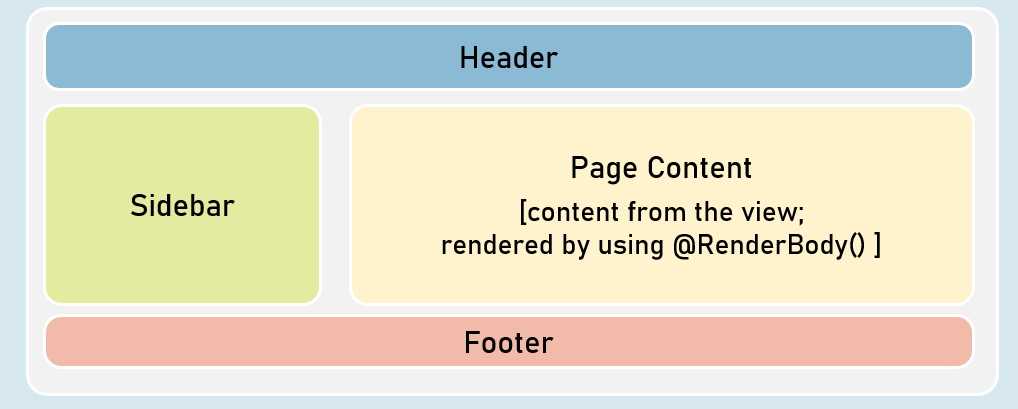 Header
Sidebar
Page Content
[content from the view;
rendered by using @RenderBody() ]
Footer